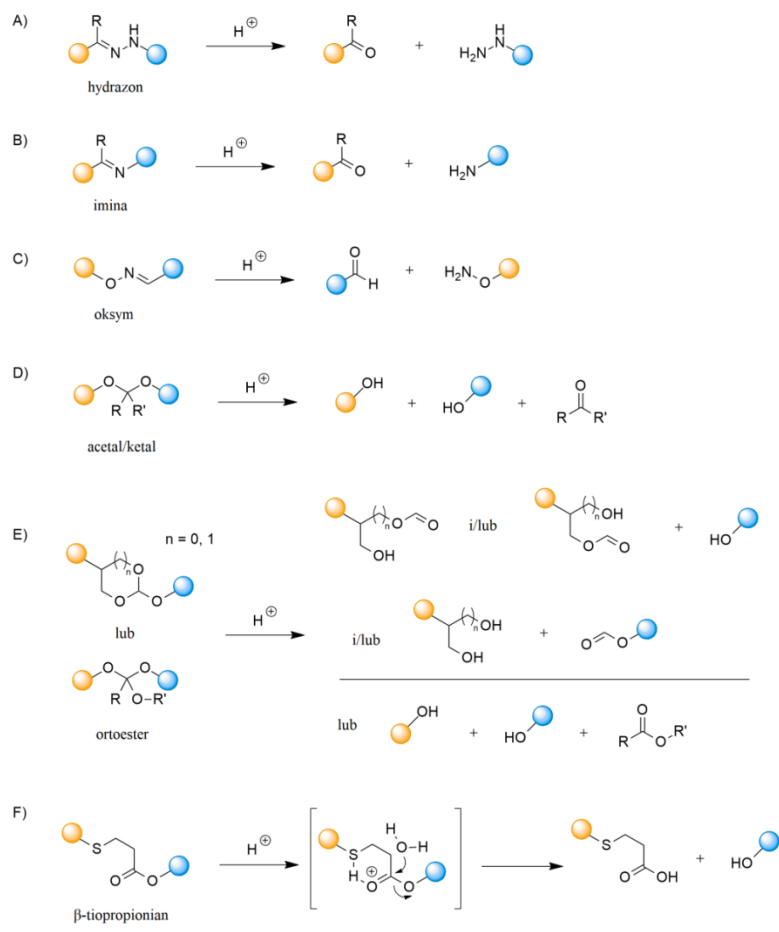 A) R H N N H⊕ R O + H2N H N
hydrazon
B) R N H⊕ R O + H2N
imina
C) O N H⊕ O H + H2N O
oksym
D) O O R R' H⊕ OH + HO + O R R'
acetal/ketal
E) n = 0, 1 ( )n O O O
( )n O O OH i/lub ( )n OH O O + HO
lub H⊕ i/lub ( )n OH OH + O O
O O R O-R' lub OH + HO + O R O R'
ortoester
F) S O O H⊕ S H O ⊕ H O-H O S O OH + HO
β-tiopropionian